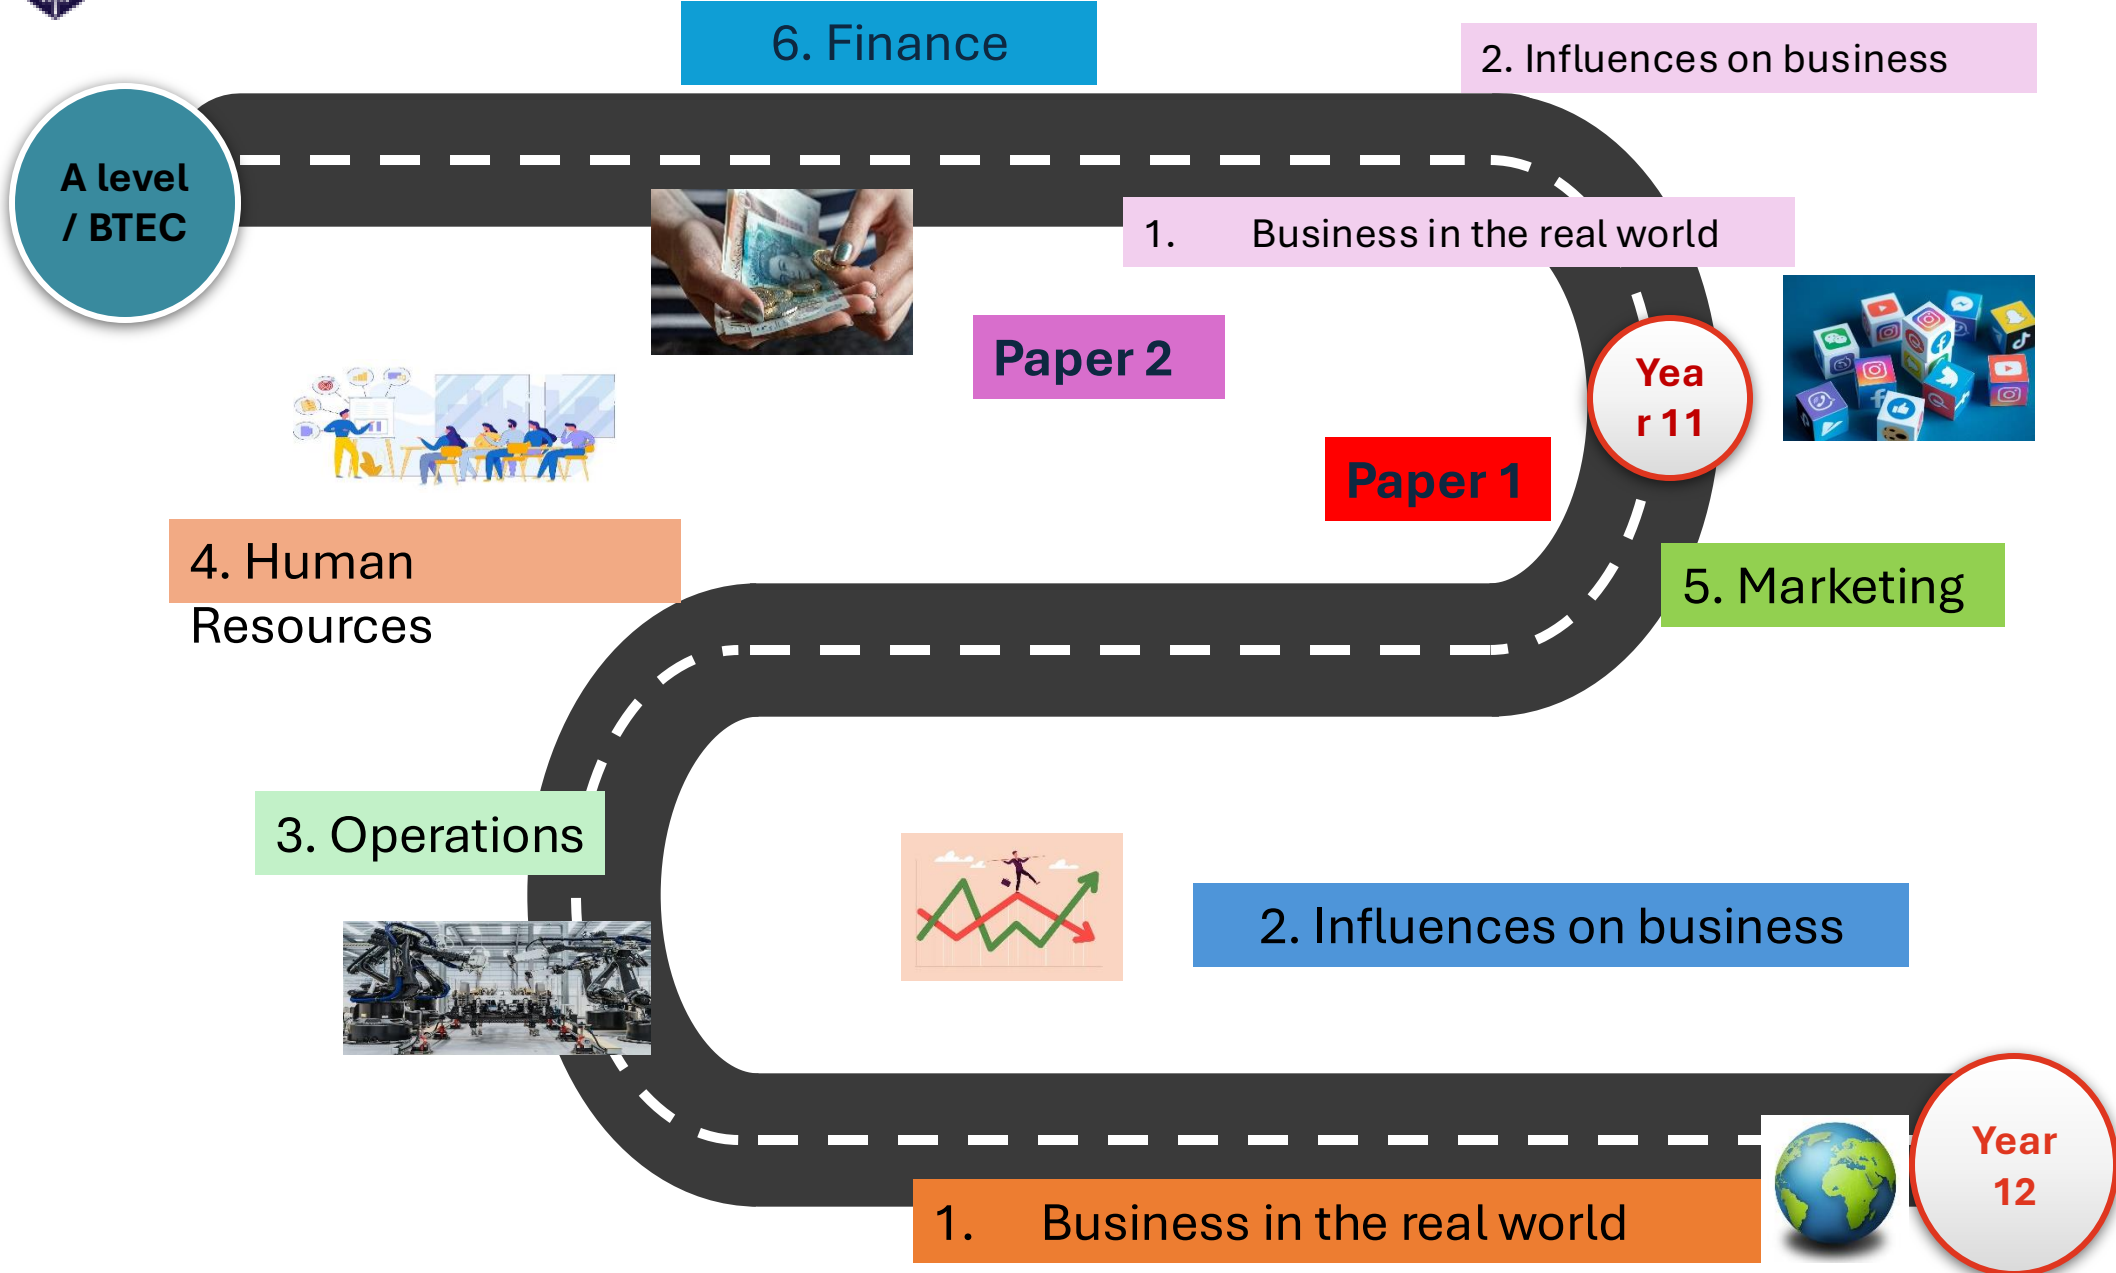 6. Finance
2. Influences on business
A level
/ BTEC
1. Business in the real world
Paper 2
Yea
r 11
Paper 1
4. Human
Resources
5. Marketing
3. Operations
2. Influences on business
Year
12
1. Business in the real world